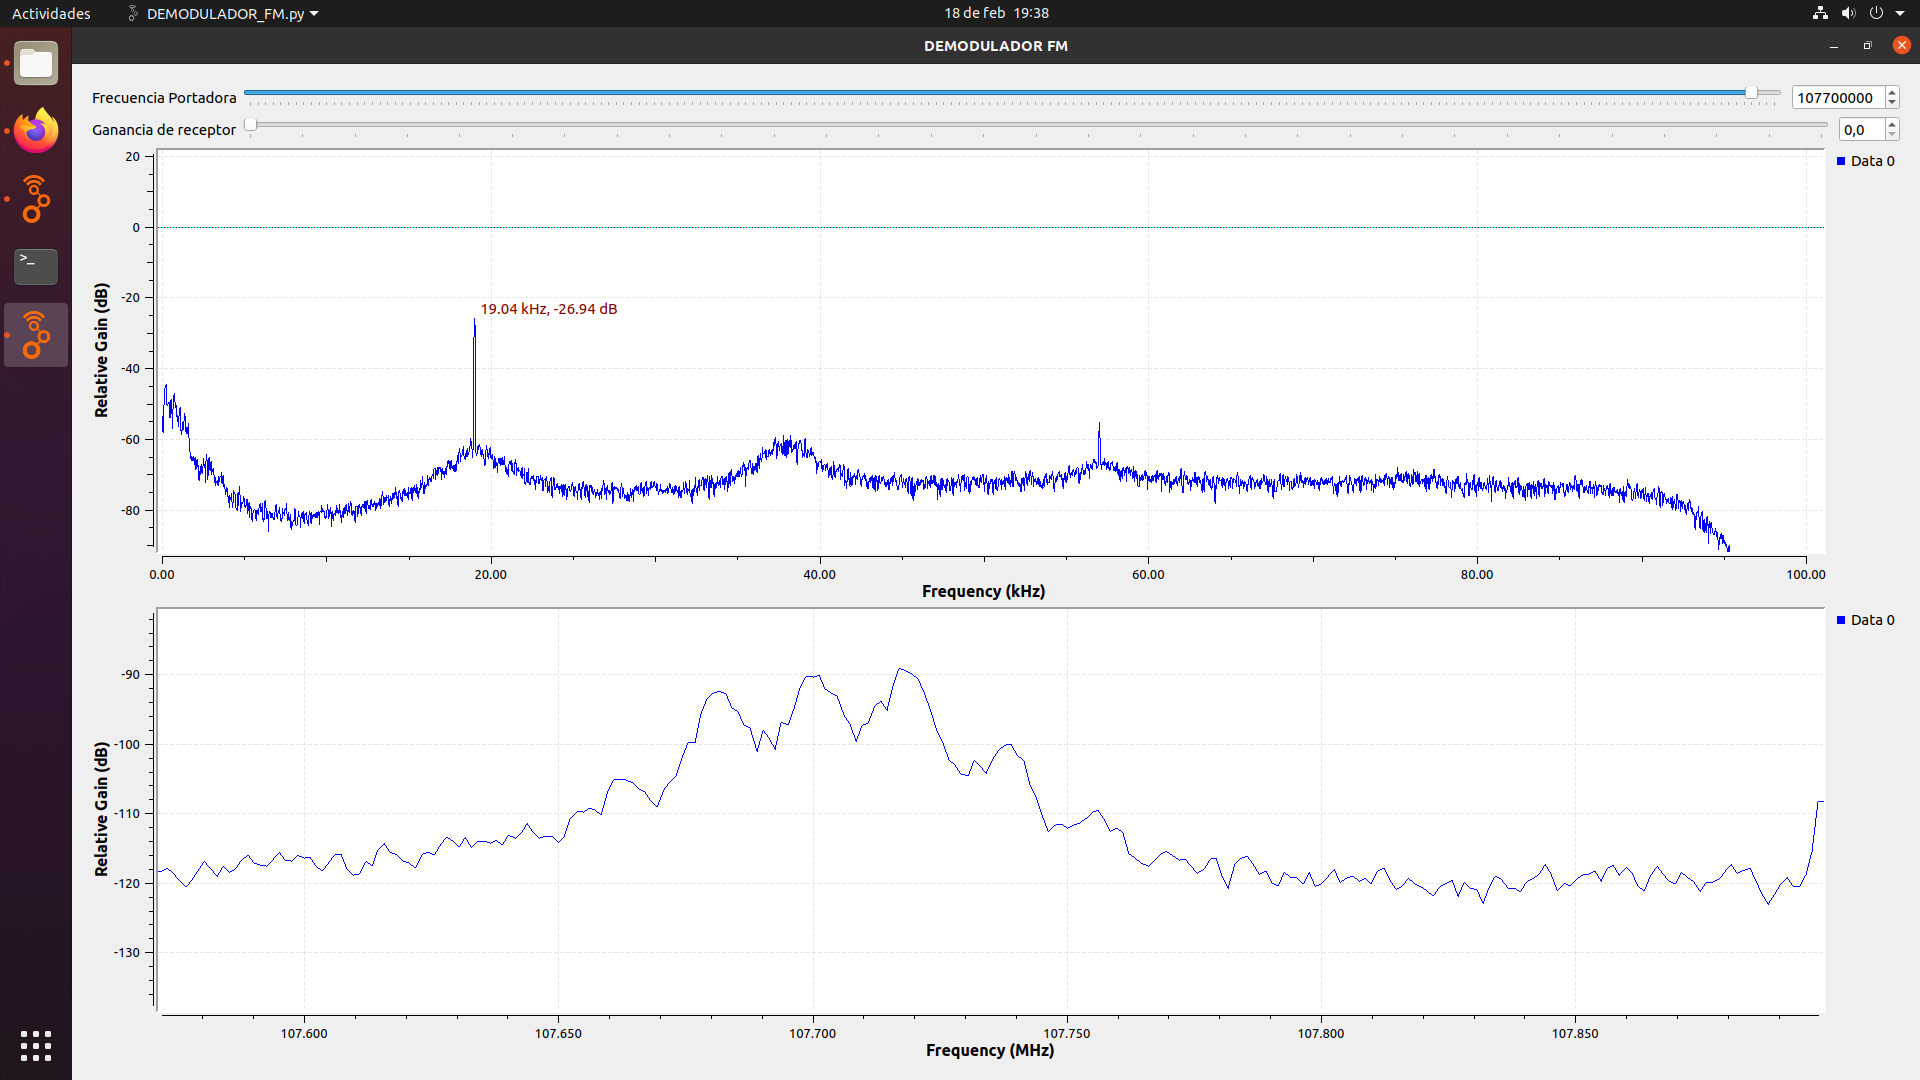 Actividades DEMODULADOR_FM.py 18 de feb 19:38
DEMODULADOR FM
Frecuencia Portadora 107700000
Ganancia de receptor 0,0
Data 0
20
0
-20
-40
-60
-80
Relative Gain (dB)
19.04 kHz, -26.94 dB
0.00 20.00 40.00 60.00 80.00 100.00
Frequency (kHz)
Data 0
-90
-100
-110
-120
-130
Relative Gain (dB)
107.600 107.650 107.700 107.750 107.800 107.850
Frequency (MHz)
>_